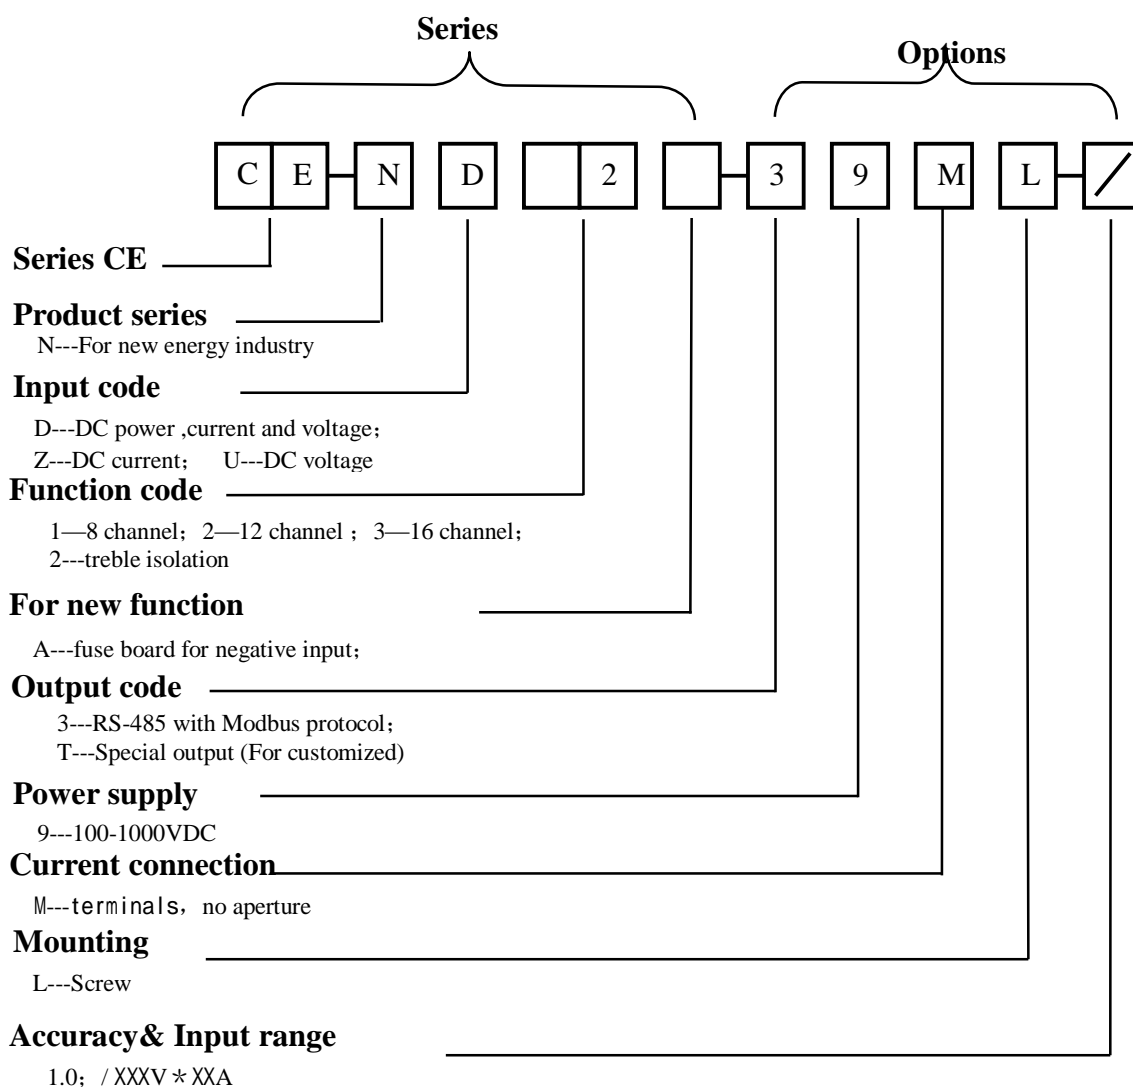 Series
Options
C E N D 2 3 9 M L /
Series CE
Product series
N---For new energy industry
Input code
D---DC power ,current and voltage；
Z---DC current； U---DC voltage
Function code
1—8 channel；2—12 channel ；3—16 channel；
2---treble isolation
For new function
A---fuse board for negative input；
Output code
3---RS-485 with Modbus protocol；
T---Special output (For customized)
Power supply
9---100-1000VDC
Current connection
M---terminals，no aperture
Mounting
L---Screw
Accuracy& Input range
1.0；/ XXXV * XXA